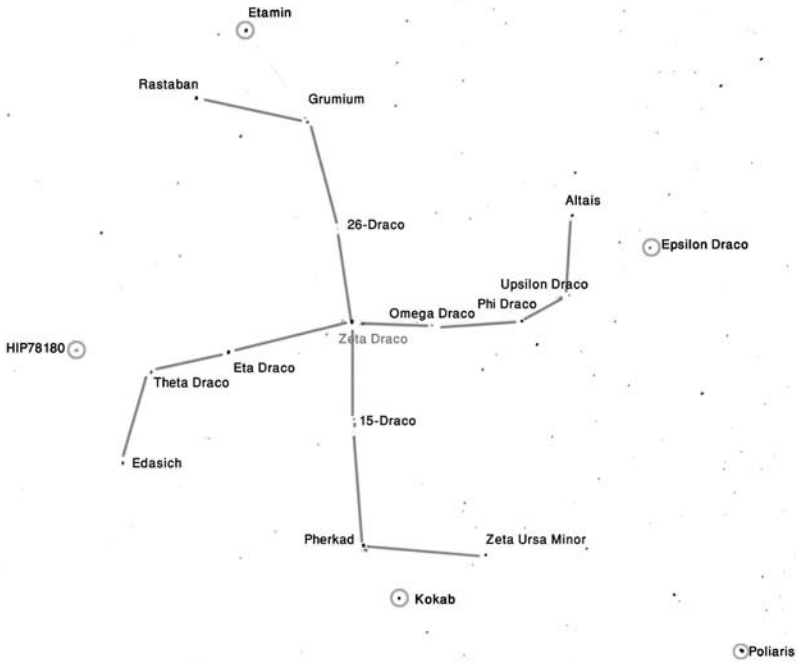 Etamin
Rastaban
Grumium
26-Draco
Altais
Epsilon Draco
Upsilon Draco
Phi Draco
Omega Draco
Zeta Draco
HIP78180
Eta Draco
Theta Draco
15-Draco
Edasich
Pherkad
Zeta Ursa Minor
Kokab
Poliaris